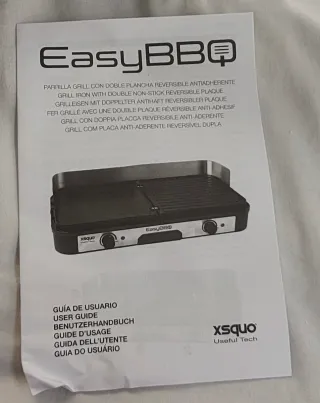 EasyBBQ
PARRILLA GRILL CON DOBLE PLANCHA REVERSIBLE ANTIADHERENTE
GRILL IRON WITH DOUBLE NON-STICK REVERSIBLE PLAQUE
GRILLEISEN MIT DOPPELTER ANTIHAFT REVERSIBLER PLAQUE
FER GRILLÉ AVEC UNE DOUBLE PLAQUE RÉVERSIBLE ANTI-ADHÉSIF
GRILL CON DOPPIA PLACCA REVERSIBILE ANTI-ADERENTE
GRILL COM PLACA ANTI-ADERENTE REVERSÍVEL DUPLA
EasyBBQ
GUÍA DE USUARIO
USER GUIDE
BENUTZERHANDBUCH
GUIDE D'USAGE
GUIDA DELL'UTENTE
GUIA DO USUÁRIO
xsquo
Useful Tech